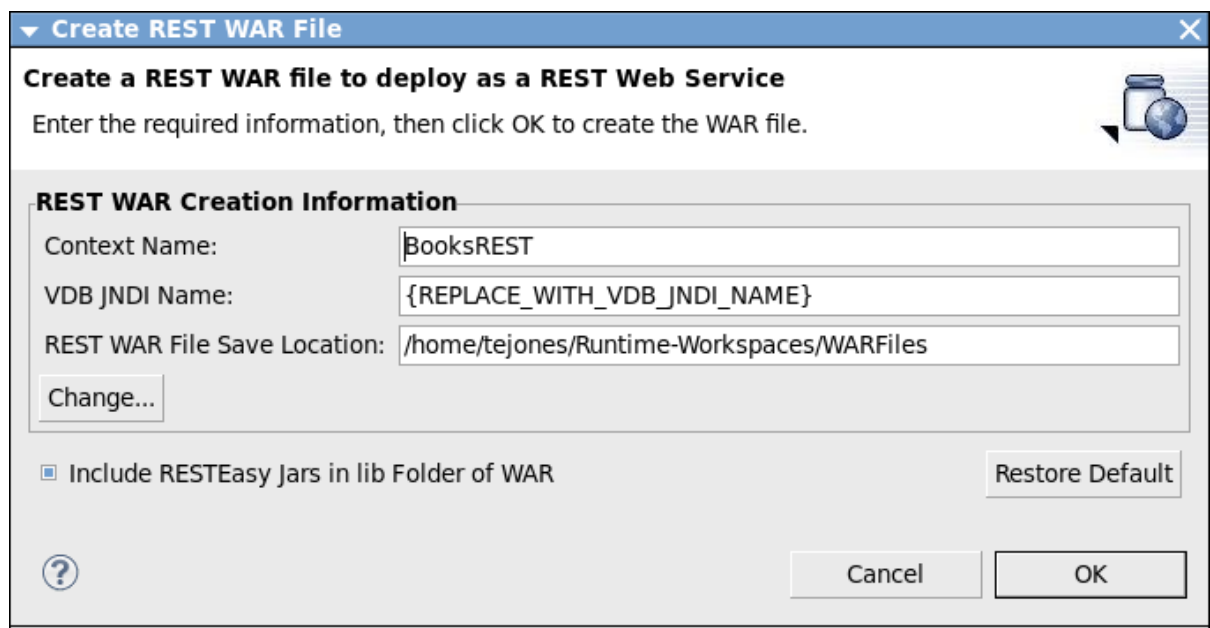 Create REST WAR File
Create a REST WAR file to deploy as a REST Web Service
Enter the required information, then click OK to create the WAR file.
REST WAR Creation Information
Context Name: BooksREST
VDB JNDI Name: {REPLACE_WITH_VDB_JNDI_NAME}
REST WAR File Save Location: /home/tejones/Runtime-Workspaces/WARFiles
Change...
Include RESTEasy Jars in lib Folder of WAR Restore Default
? Cancel OK